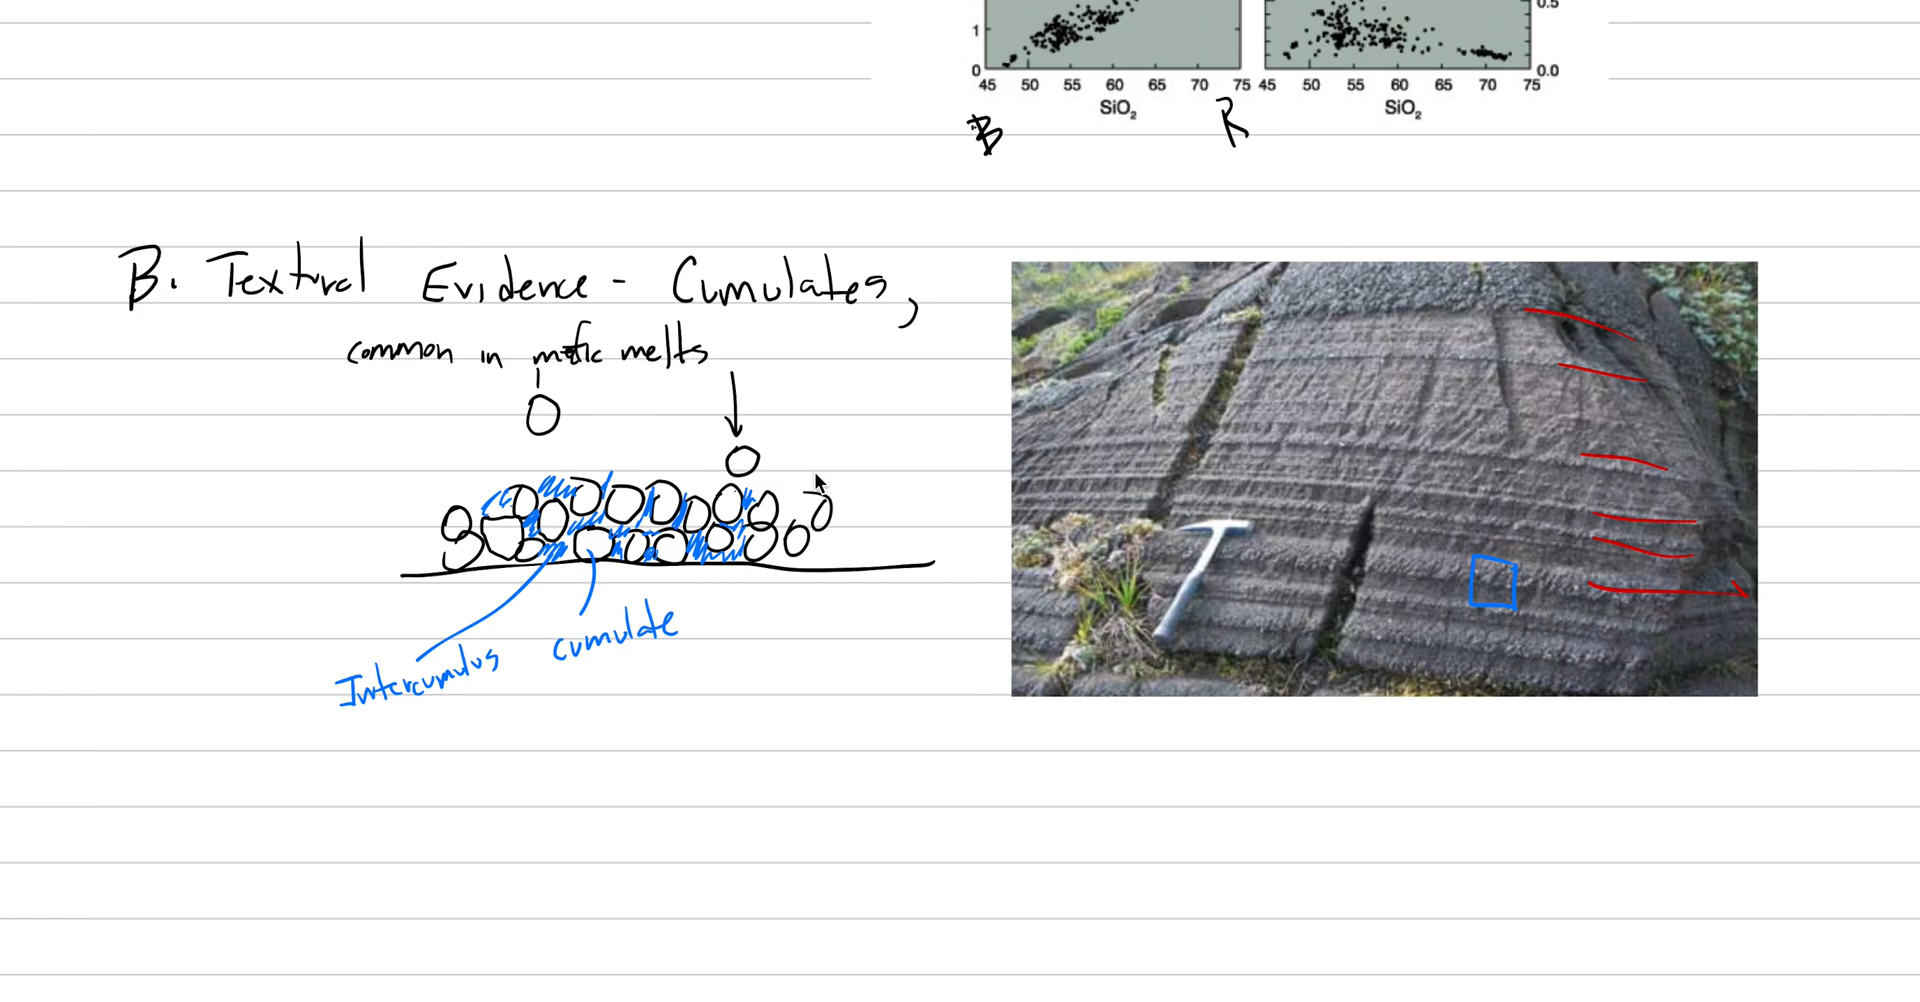 0.5
1
0
0.0
45 50 55 60 65 70 75 45 50 55 60 65 70 75
SiO₂ SiO₂
B R
B. Textural Evidence - Cumulates,
common in mafic melts
Intercumulus cumulate